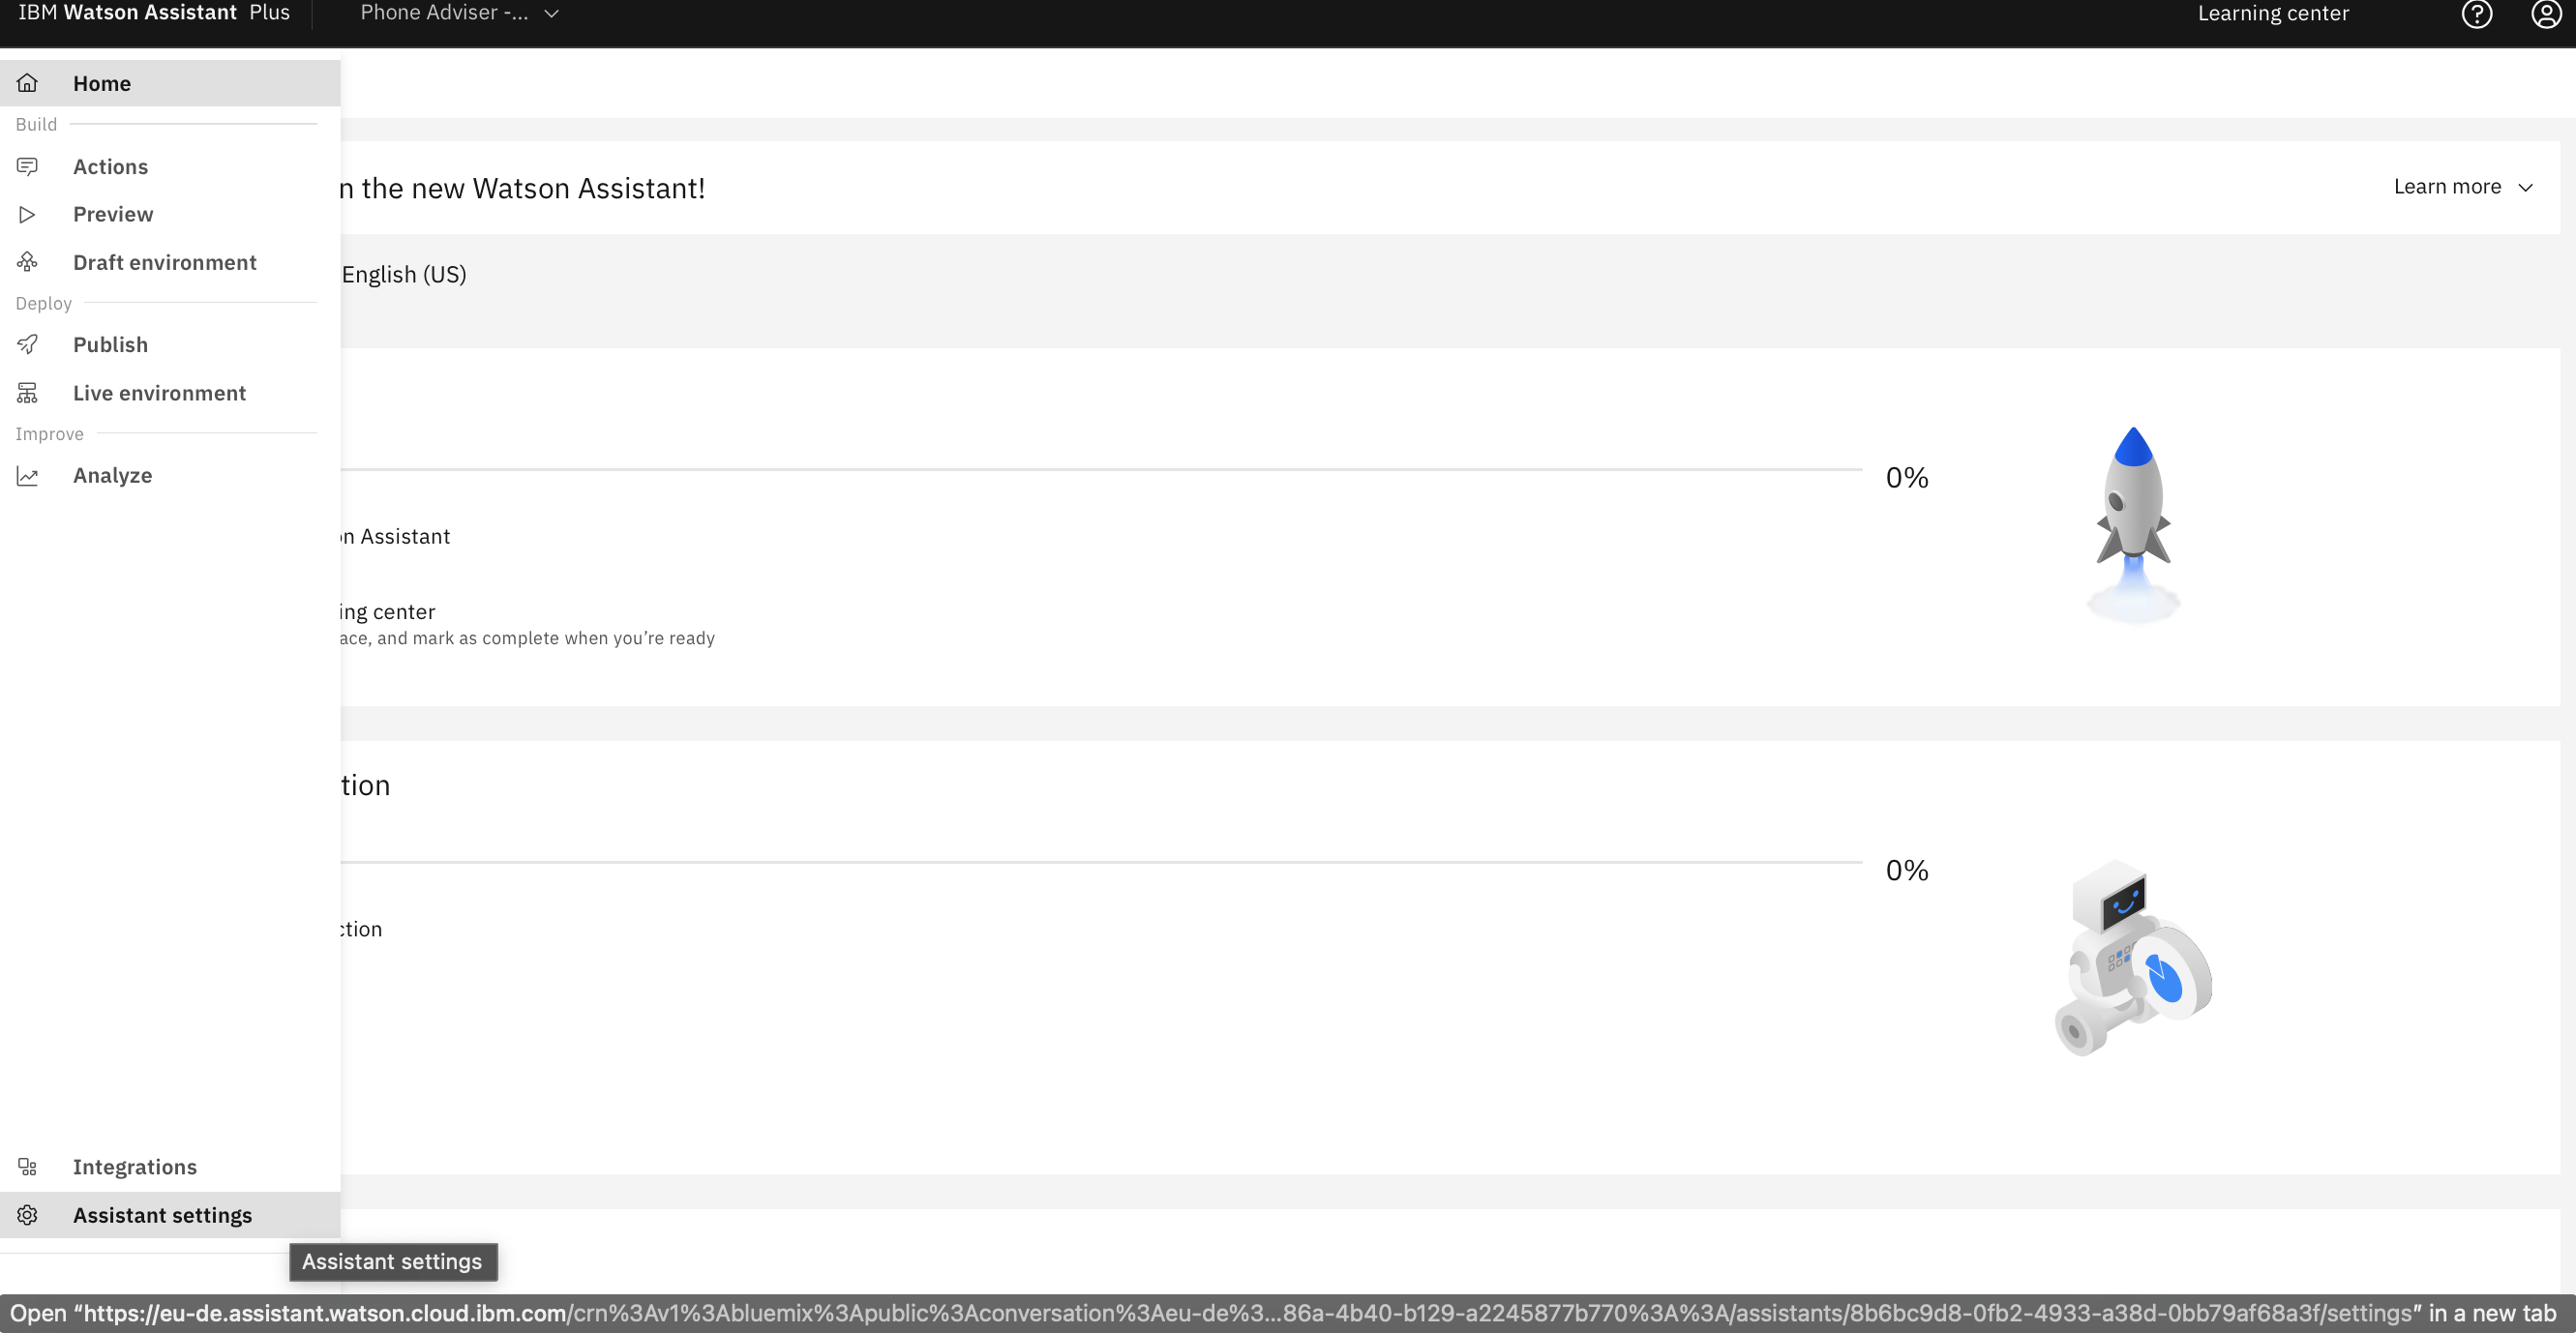 IBM Watson Assistant Plus
Phone Adviser -...
Learning center
Home
Build
Actions
Preview
Draft environment
Deploy
Publish
Live environment
Improve
Analyze
Integrations
Assistant settings
Assistant settings
n the new Watson Assistant!
Learn more
English (US)
0%
n Assistant
ing center
ace, and mark as complete when you’re ready
tion
0%
ction
Open “https://eu-de.assistant.watson.cloud.ibm.com/crn%3Av1%3Abluemix%3Apublic%3Aconversation%3Aeu-de%3...86a-4b40-b129-a2245877b770%3A%3A/assistants/8b6bc9d8-0fb2-4933-a38d-0bb79af68a3f/settings” in a new tab